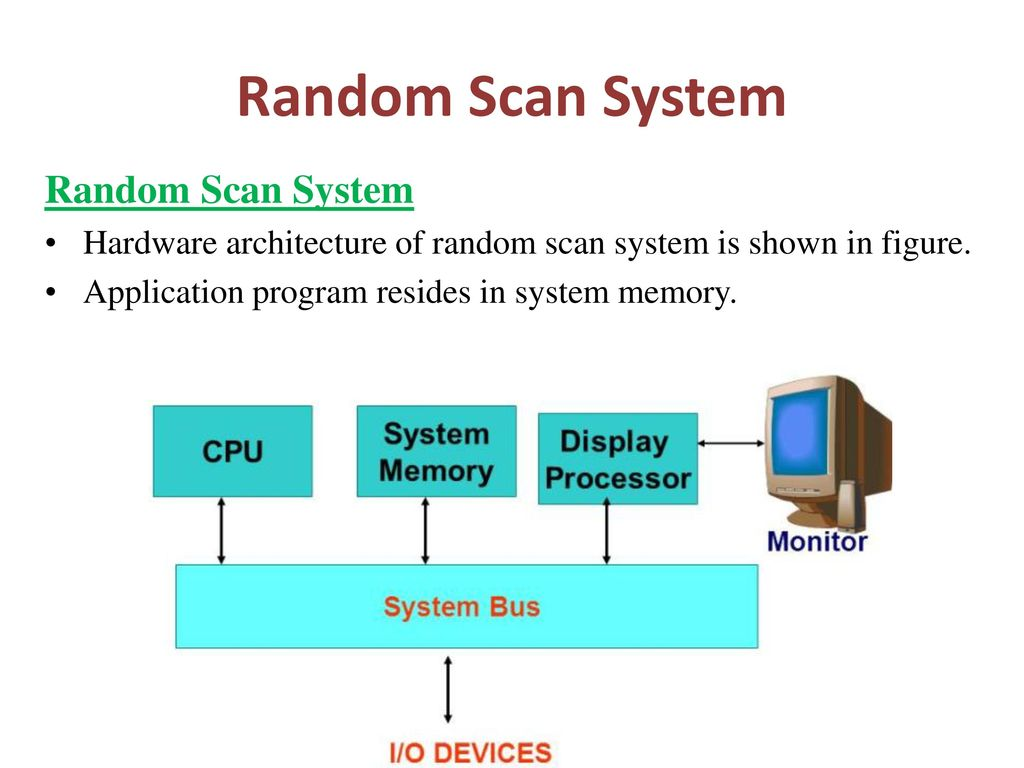 Random Scan System
Random Scan System
• Hardware architecture of random scan system is shown in figure.
• Application program resides in system memory.
CPU
System
Memory
Display
Processor
Monitor
System Bus
I/O DEVICES